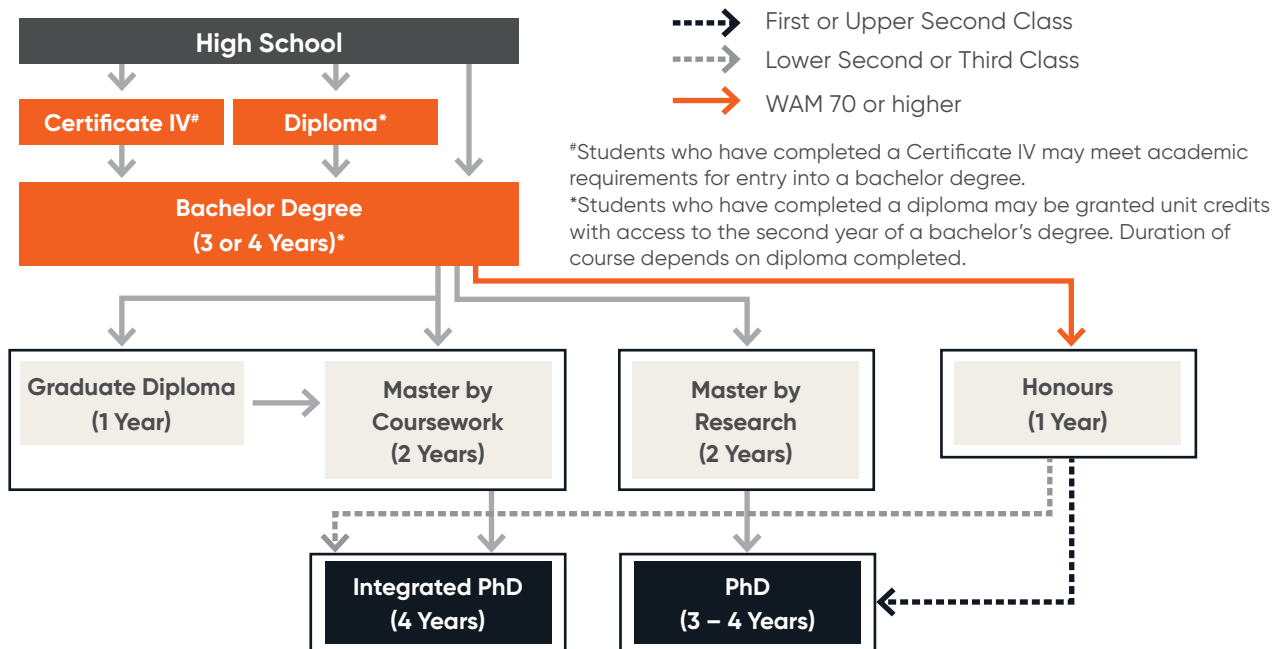 High School
First or Upper Second Class
Lower Second or Third Class
WAM 70 or higher
Certificate IV#
Diploma*
#Students who have completed a Certificate IV may meet academic
requirements for entry into a bachelor degree.
*Students who have completed a diploma may be granted unit credits
with access to the second year of a bachelor's degree. Duration of
course depends on diploma completed.
Bachelor Degree
(3 or 4 Years)*
Graduate Diploma
(1 Year)
Master by
Coursework
(2 Years)
Master by
Research
(2 Years)
Honours
(1 Year)
Integrated PhD
(4 Years)
PhD
(3 – 4 Years)